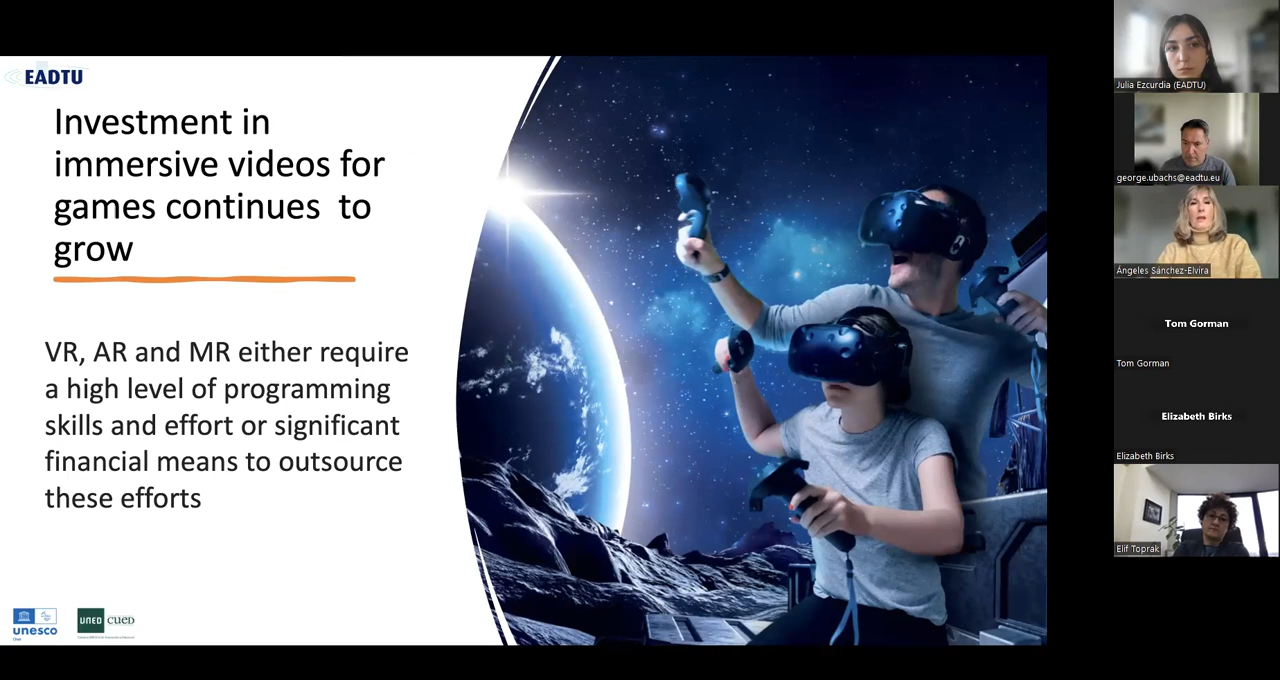 EADTU
Investment in
immersive videos for
games continues  to
grow
VR, AR and MR either require
a high level of programming
skills and effort or significant
financial means to outsource
these efforts
unesco
Chair
UNED CUED
Julia Ezcurdia (EADTU)
george.ubachs@eadtu.eu
Ángeles Sánchez-Elvira
Tom Gorman
Tom Gorman
Elizabeth Birks
Elizabeth Birks
Elif Toprak